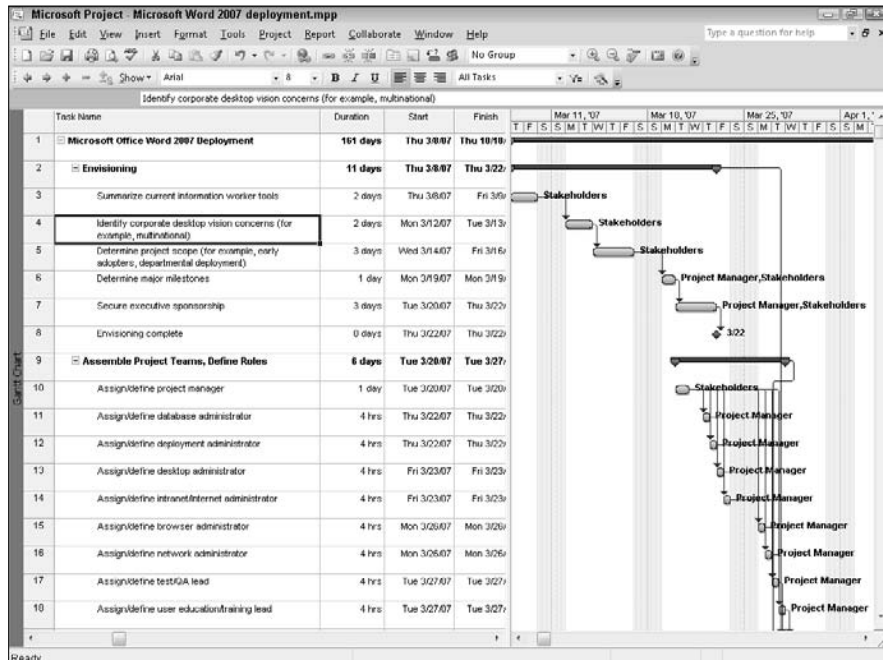 Microsoft Project - Microsoft Word 2007 deployment.mpp
File Edit View Insert Format Tools Project Report Collaborate Window Help Type a question for help
No Group
Show Arial 8 B I U All Tasks
Identify corporate desktop vision concerns (for example, multinational)
Task Name Duration Start Finish Mar 11, '07 Mar 18, '07 Mar 25, '07 Apr 1, '
T F S S M T W T F S S M T W T F S S M T W T F S S M
1 Microsoft Office Word 2007 Deployment 161 days Thu 3/8/07 Thu 10/18/
2 Envisioning 11 days Thu 3/8/07 Thu 3/22/
3 Summarize current information worker tools 2 days Thu 3/8/07 Fri 3/9/ Stakeholders
4 Identify corporate desktop vision concerns (for example, multinational) 2 days Mon 3/12/07 Tue 3/13/ Stakeholders
5 Determine project scope (for example, early adopters, departmental deployment) 3 days Wed 3/14/07 Fri 3/16/ Stakeholders
6 Determine major milestones 1 day Mon 3/19/07 Mon 3/19/ Project Manager,Stakeholders
7 Secure executive sponsorship 3 days Tue 3/20/07 Thu 3/22/ Project Manager,Stakeholders
8 Envisioning complete 0 days Thu 3/22/07 Thu 3/22/ 3/22
9 Assemble Project Teams, Define Roles 6 days Tue 3/20/07 Tue 3/27/
10 Assign/define project manager 1 day Tue 3/20/07 Tue 3/20/ Stakeholders
11 Assign/define database administrator 4 hrs Thu 3/22/07 Thu 3/22/ Project Manager
12 Assign/define deployment administrator 4 hrs Thu 3/22/07 Thu 3/22/ Project Manager
13 Assign/define desktop administrator 4 hrs Fri 3/23/07 Fri 3/23/ Project Manager
14 Assign/define intranet/Internet administrator 4 hrs Fri 3/23/07 Fri 3/23/ Project Manager
15 Assign/define browser administrator 4 hrs Mon 3/26/07 Mon 3/26/ Project Manager
16 Assign/define network administrator 4 hrs Mon 3/26/07 Mon 3/26/ Project Manager
17 Assign/define test/QA lead 4 hrs Tue 3/27/07 Tue 3/27/ Project Manager
18 Assign/define user education/training lead 4 hrs Tue 3/27/07 Tue 3/27/ Project Manager
Gantt Chart
Ready